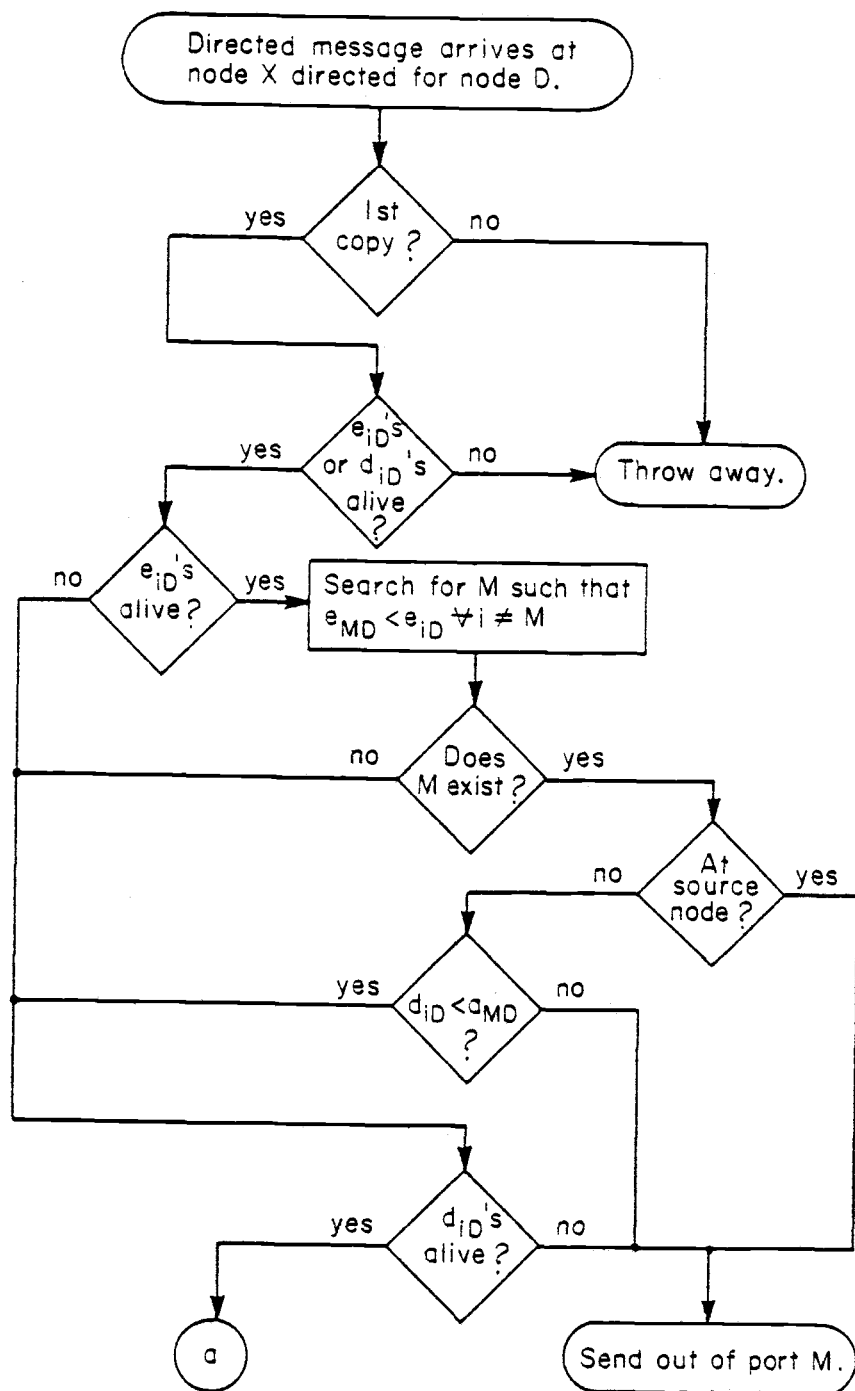 Directed message arrives at
node X directed for node D.
1st
copy?
yes
no
e_iD's
or d_iD's
alive
?
yes
no
Throw away.
e_iD's
alive?
no
yes
Search for M such that
e_MD < e_iD ∀ i ≠ M
Does
M exist?
no
yes
At
source
node?
no
yes
d_iD < a_MD
?
yes
no
d_iD's
alive?
yes
no
a
Send out of port M.